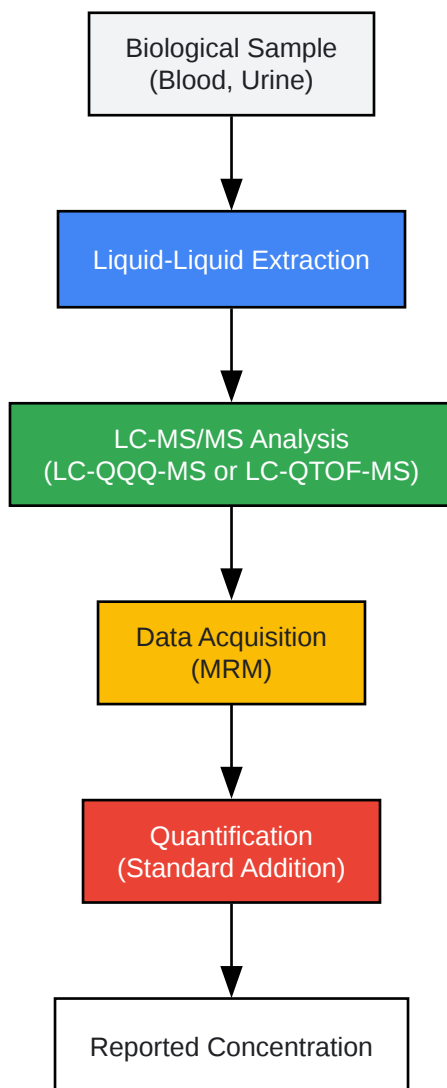 Biological Sample
(Blood, Urine)
Liquid-Liquid Extraction
LC-MS/MS Analysis
(LC-QQQ-MS or LC-QTOF-MS)
Data Acquisition
(MRM)
Quantification
(Standard Addition)
Reported Concentration